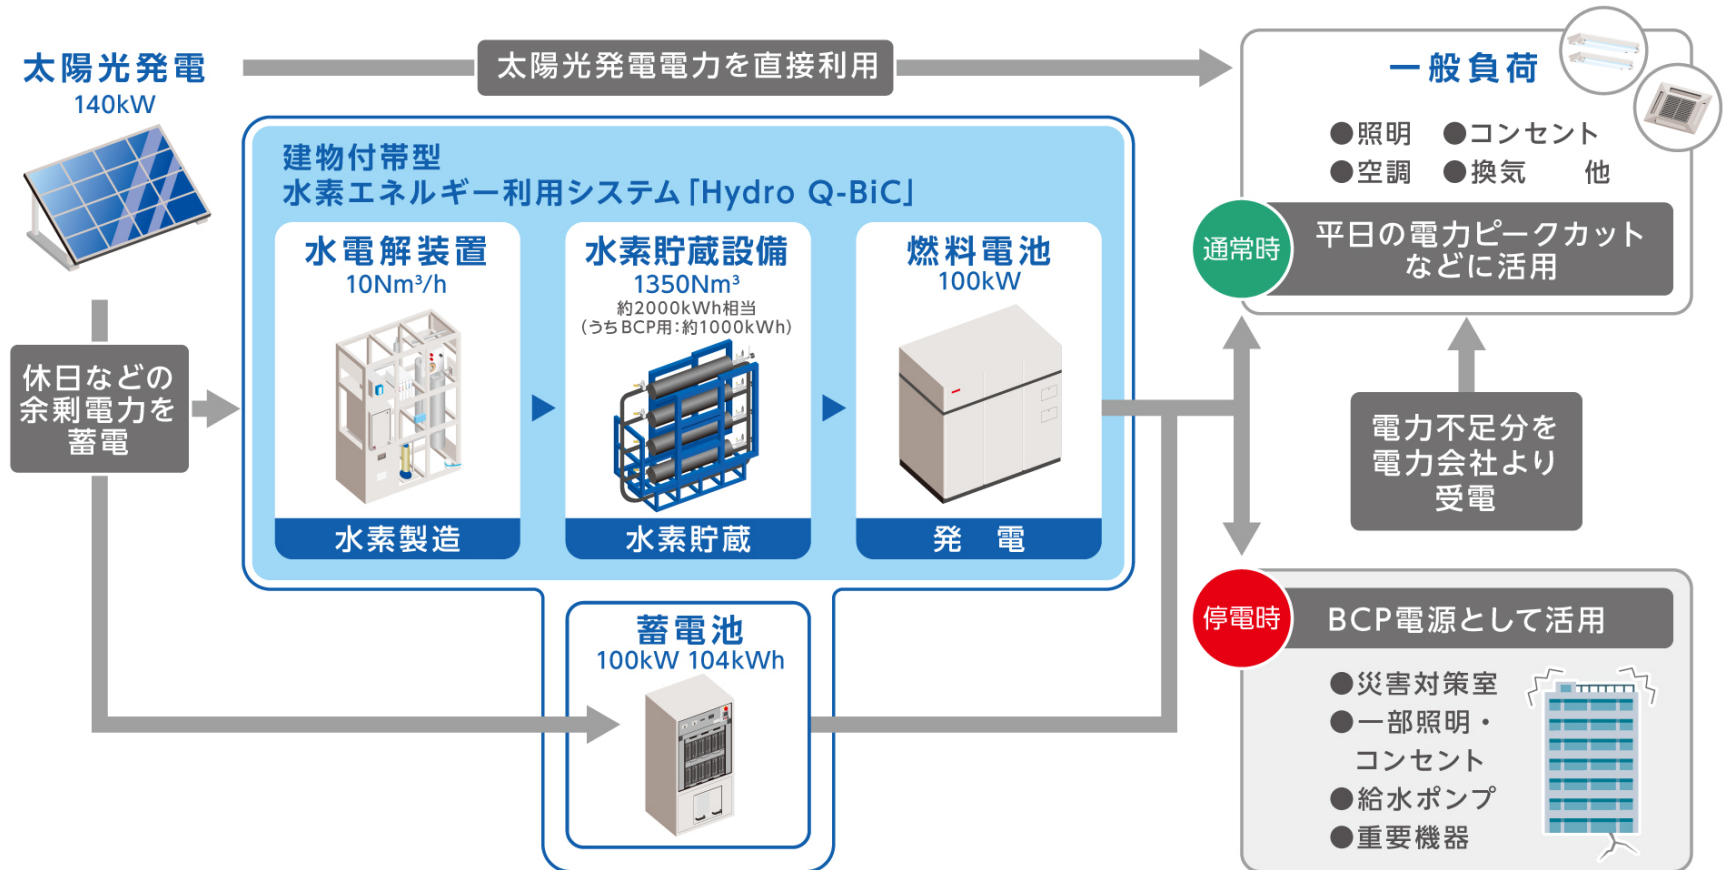 太陽光発電
140kW
太陽光発電電力を直接利用
一般負荷
●照明 ●コンセント
●空調 ●換気 他
通常時
平日の電力ピークカット
などに活用
建物付帯型
水素エネルギー利用システム「Hydro Q-BiC」
水電解装置
10Nm³/h
水素製造
水素貯蔵設備
1350Nm³
約2000kWh相当
(うちBCP用:約1000kWh)
水素貯蔵
燃料電池
100kW
発 電
休日などの
余剰電力を
蓄電
電力不足分を
電力会社より
受電
蓄電池
100kW 104kWh
停電時
BCP電源として活用
●災害対策室
●一部照明・
コンセント
●給水ポンプ
●重要機器